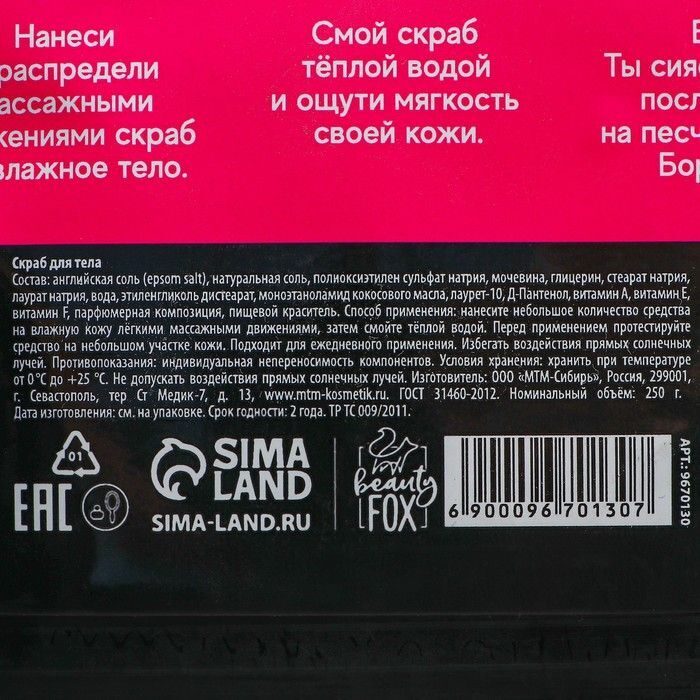 Нанеси
распредели
ассажными
жениями скраб
влажное тело.
Смой скраб
тёплой водой
и ощути мягкость
своей кожи.
Ты сия
посл
на песч
Бор
Скраб для тела
Состав: английская соль (epsom salt), натуральная соль, полиоксиэтилен сульфат натрия, мочевина, глицерин, стеарат натрия,
лаурат натрия, вода, этиленгликоль дистеарат, моноэтаноламид кокосового масла, лаурет-10, Д-Пантенол, витамин А, витамин Е,
витамин F, парфюмерная композиция, пищевой краситель. Способ применения: нанесите небольшое количество средства
на влажную кожу лёгкими массажными движениями, затем смойте тёплой водой. Перед применением протестируйте
средство на небольшом участке кожи. Подходит для ежедневного применения. Избегать воздействия прямых солнечных
лучей. Противопоказания: индивидуальная непереносимость компонентов. Условия хранения: хранить при температуре
от 0 °C до +25 °C. Не допускать воздействия прямых солнечных лучей. Изготовитель: ООО «МТМ-Сибирь», Россия, 299001,
г. Севастополь, тер Ст Медик-7, д. 13, www.mtm-kosmetik.ru. ГОСТ 31460-2012. Номинальный объём: 250 г.
Дата изготовления: см. на упаковке. Срок годности: 2 года. ТР ТС 009/2011.
01
EAC
SIMA
LAND
SIMA-LAND.RU
beauty
FOX
6 900096 701307
АРТ.: 9670130